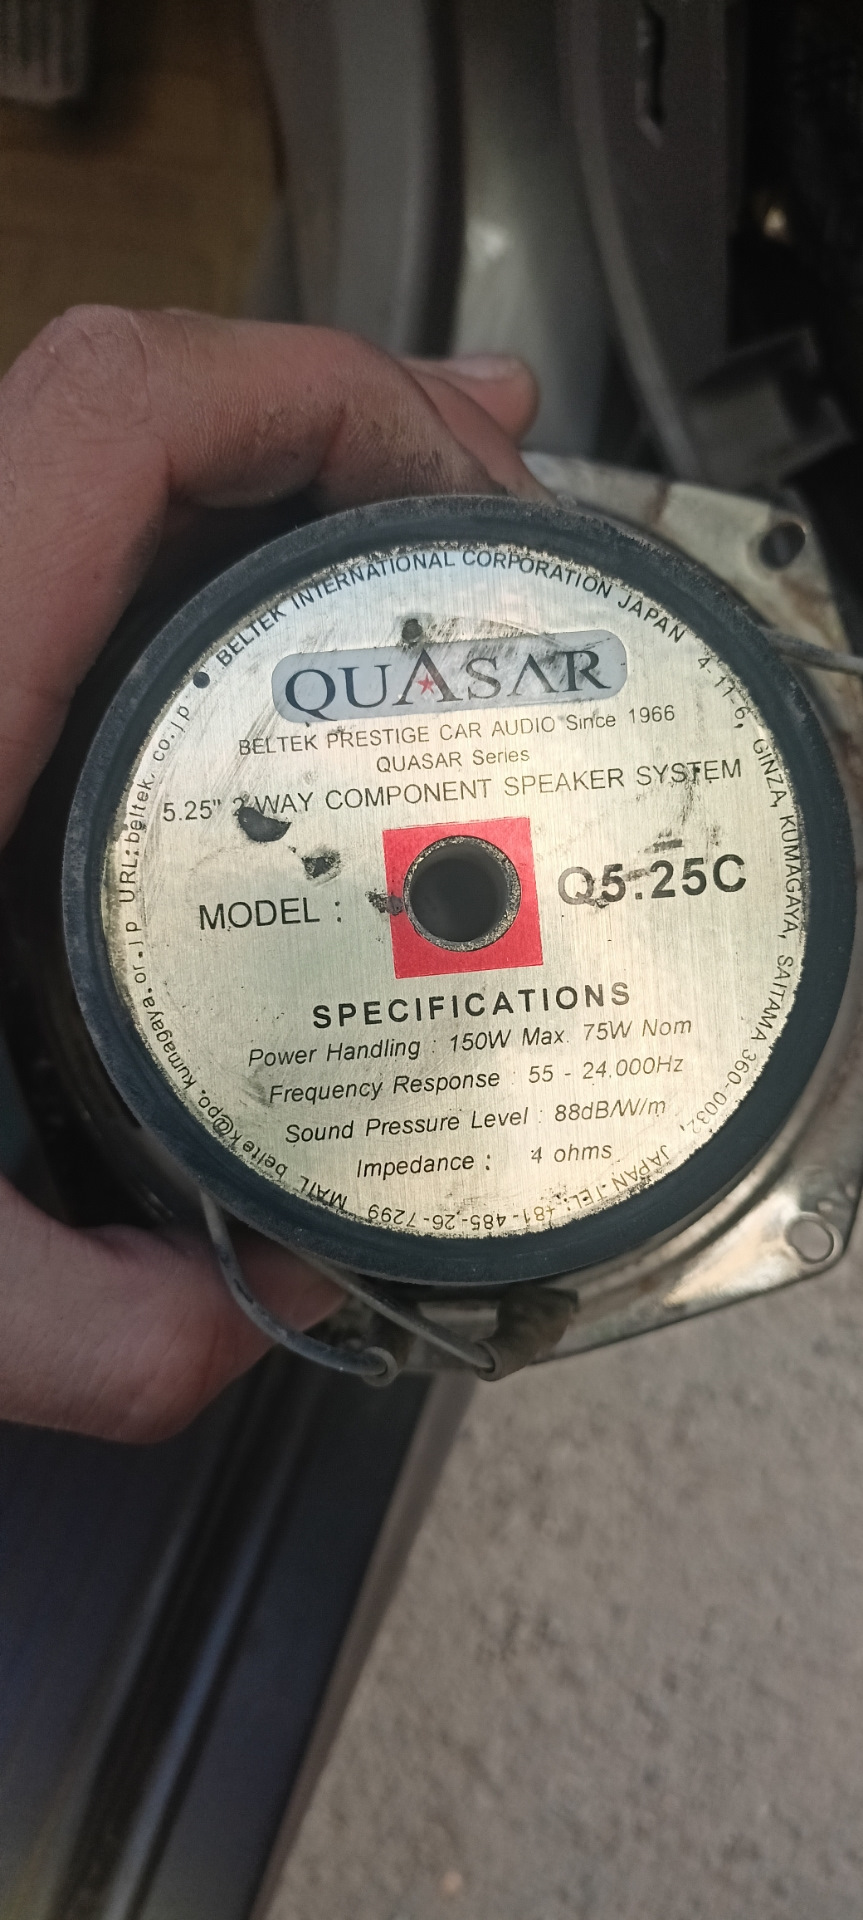 BELTEK INTERNATIONAL CORPORATION JAPAN
4-11-6, GINZA, KUMAGAYA, SAITAMA 360-0032, JAPAN. TEL: +81-485-26-7299
MAIL beltek@po.kumagaya.or.jp URL: beltek.co.jp
QUASAR
BELTEK PRESTIGE CAR AUDIO Since 1966
QUASAR Series
5.25" 2-WAY COMPONENT SPEAKER SYSTEM
MODEL : Q5.25C
SPECIFICATIONS
Power Handling : 150W Max. 75W Nom
Frequency Response : 55 - 24.000Hz
Sound Pressure Level : 88dB/W/m
Impedance : 4 ohms